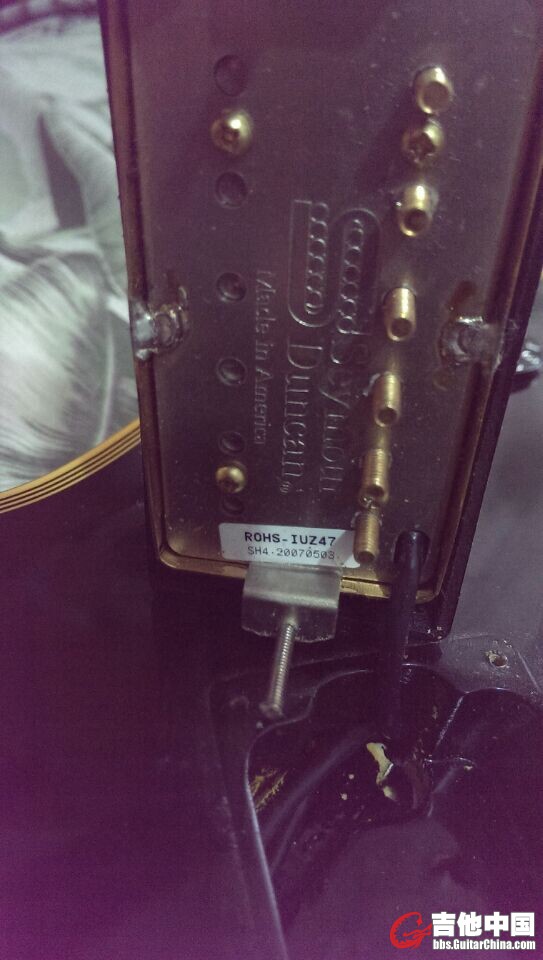 Seymour
Duncan®
Made in America
ROHS-IUZ47
SH4-20070503
吉他中国
bbs.GuitarChina.com